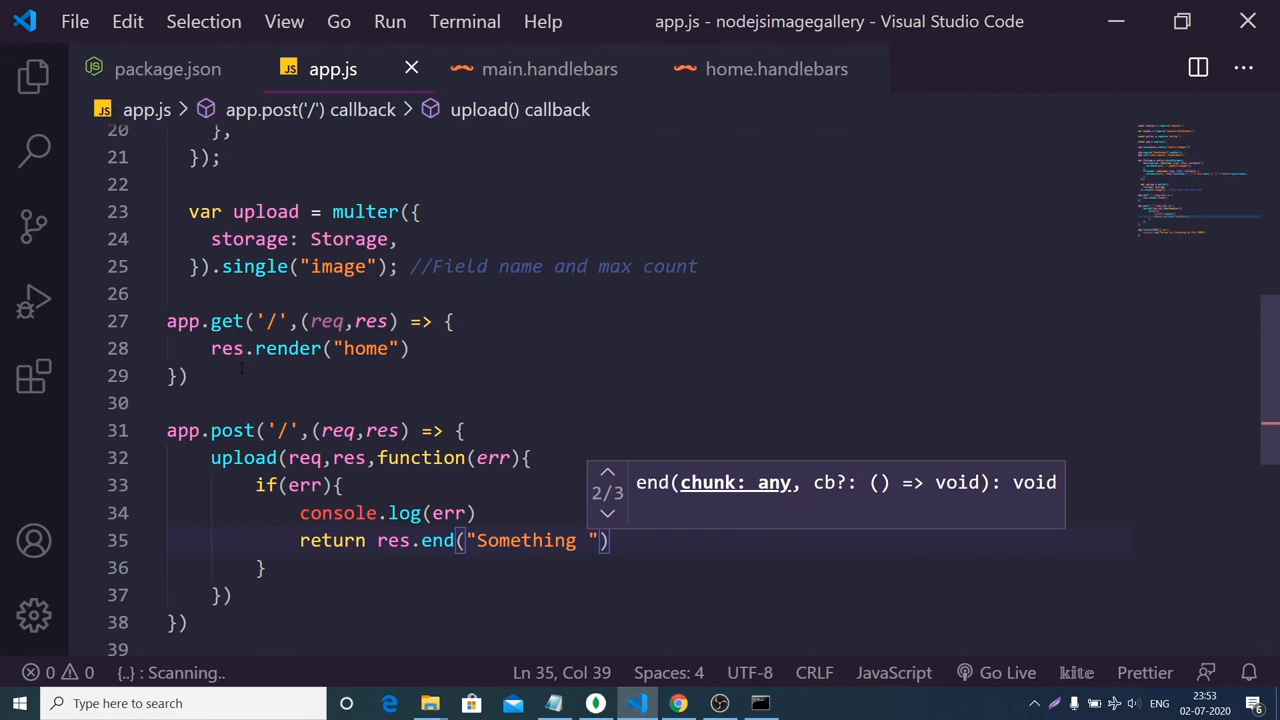 File Edit Selection View Go Run Terminal Help app.js - nodejsimagegallery - Visual Studio Code
package.json JS app.js main.handlebars home.handlebars
JS app.js > app.post('/') callback > upload() callback
20 },
21 });
22
23 var upload = multer({
24 storage: Storage,
25 }).single("image"); //Field name and max count
26
27 app.get('/',(req,res) => {
28 res.render("home")
29 })
30
31 app.post('/',(req,res) => {
32 upload(req,res,function(err){
33 if(err){
2/3 end(chunk: any, cb?: () => void): void
34 console.log(err)
35 return res.end("Something ")
36 }
37 })
38 })
39
0 0 {..} : Scanning.. Ln 35, Col 39 Spaces: 4 UTF-8 CRLF JavaScript Go Live kite Prettier
Type here to search ENG 23:53
02-07-2020 6